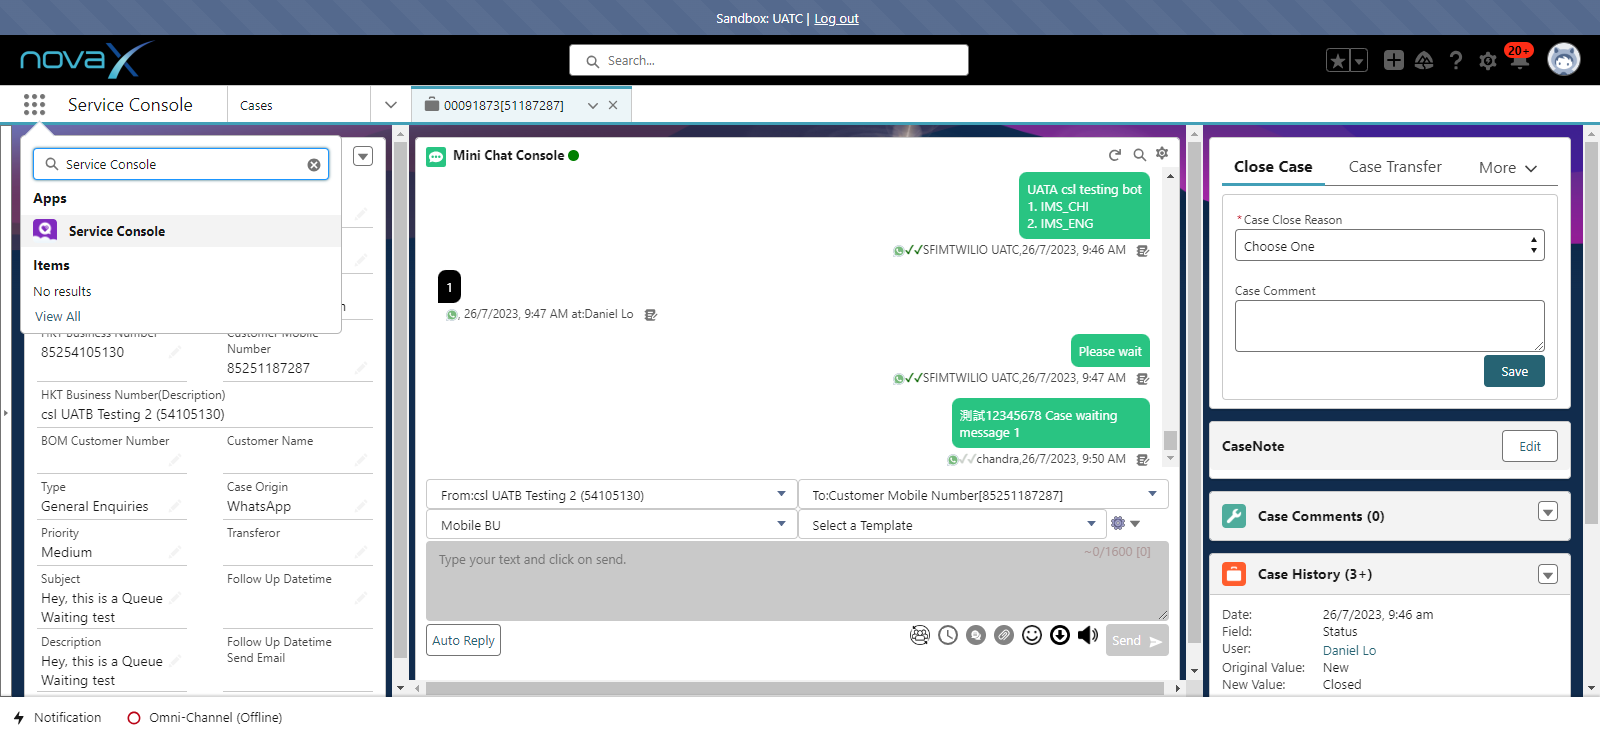 Sandbox: UATC | Log out
novaX
Search...
20+
Service Console
Cases
00091873[51187287]
Service Console
Apps
Service Console
Items
No results
View All
HKT Business Number
85254105130
Customer Mobile
Number
85251187287
HKT Business Number(Description)
csl UATB Testing 2 (54105130)
BOM Customer Number
Customer Name
Type
General Enquiries
Case Origin
WhatsApp
Priority
Medium
Transferor
Subject
Hey, this is a Queue
Waiting test
Follow Up Datetime
Description
Hey, this is a Queue
Waiting test
Follow Up Datetime
Send Email
Mini Chat Console
UATA csl testing bot
1. IMS_CHI
2. IMS_ENG
SFIMTWILIO UATC,26/7/2023, 9:46 AM
1
, 26/7/2023, 9:47 AM at:Daniel Lo
Please wait
SFIMTWILIO UATC,26/7/2023, 9:47 AM
測試12345678 Case waiting
message 1
chandra,26/7/2023, 9:50 AM
From:csl UATB Testing 2 (54105130)
To:Customer Mobile Number[85251187287]
Mobile BU
Select a Template
Type your text and click on send.
~0/1600 [0]
Auto Reply
Send
Close Case
Case Transfer
More
*Case Close Reason
Choose One
Case Comment
Save
CaseNote
Edit
Case Comments (0)
Case History (3+)
Date: 26/7/2023, 9:46 am
Field: Status
User: Daniel Lo
Original Value: New
New Value: Closed
Notification
Omni-Channel (Offline)